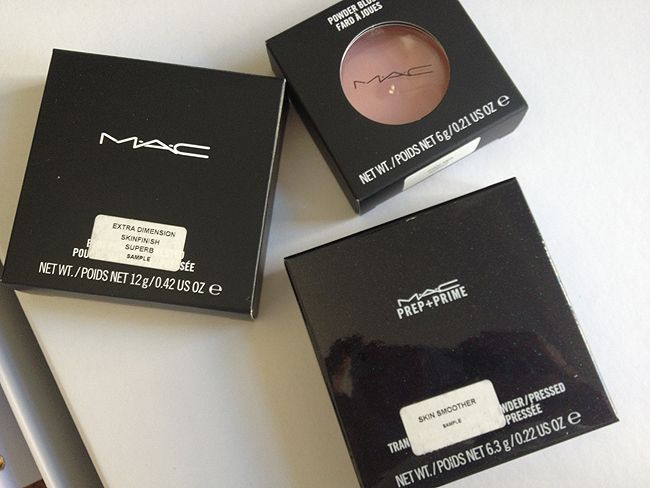 M·A·C
EXTRA DIMENSION
SKINFINISH
SUPERB
SAMPLE
NET WT. / POIDS NET 12 g / 0.42 US OZ ℮
POWDER
FARD À JOUES
M·A·C
NET WT. / POIDS NET 6 g / 0.21 US OZ ℮
M·A·C
PREP+PRIME
SKIN SMOOTHER
SAMPLE
/PRESSED
NET WT. / POIDS NET 6.3 g / 0.22 US OZ ℮